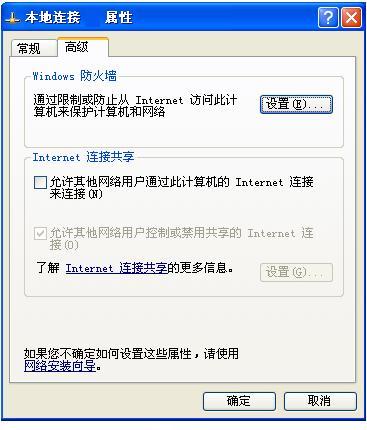 本地连接 属性
常规 高级
Windows 防火墙
通过限制或防止从 Internet 访问此计
算机来保护计算机和网络
设置(E)...
Internet 连接共享
允许其他网络用户通过此计算机的 Internet 连接
来连接(N)
允许其他网络用户控制或禁用共享的 Internet 连
接(O)
了解 Internet 连接共享的更多信息。
设置(G)...
如果您不确定如何设置这些属性，请使用
网络安装向导。
确定 取消